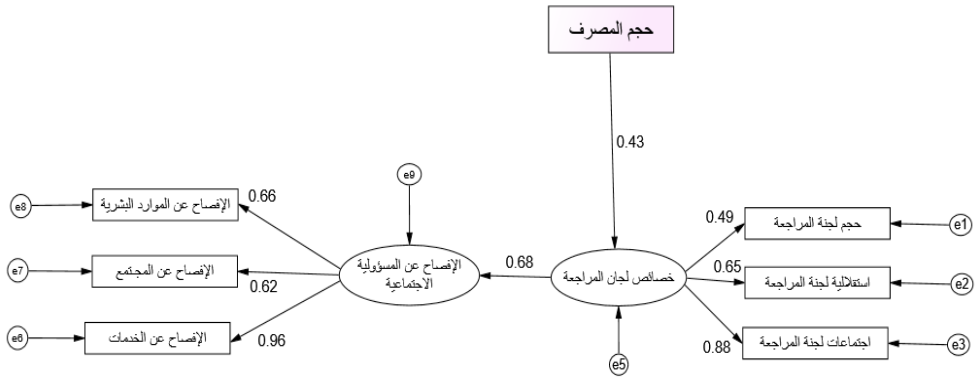 حجم المصرف
0.43
e9
e8
الإفصاح عن الموارد البشرية
0.66
حجم لجنة المراجعة
0.49
e1
e7
الإفصاح عن المجتمع
0.62
الإفصاح عن المسؤولية
الاجتماعية
0.68
خصائص لجان المراجعة
0.65
استقلالية لجنة المراجعة
e2
e6
الإفصاح عن الخدمات
0.96
0.88
اجتماعات لجنة المراجعة
e3
e5